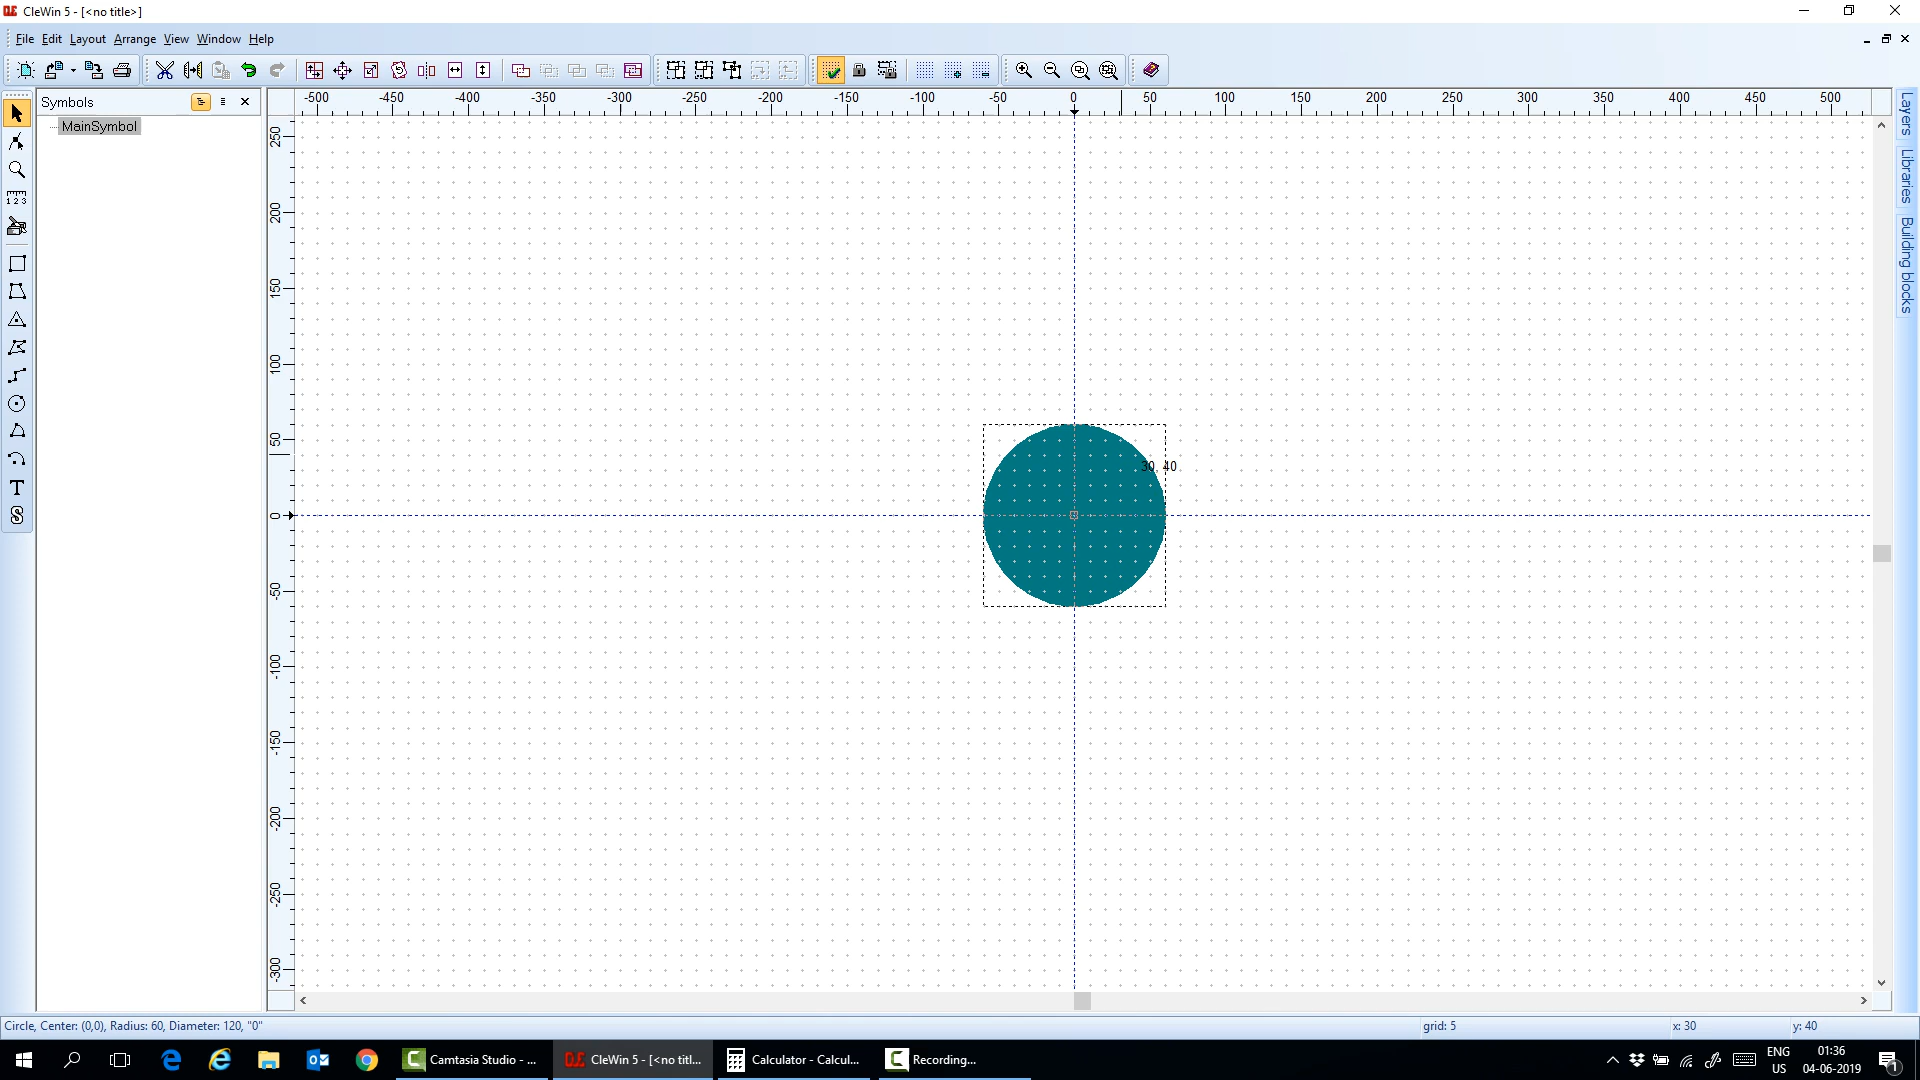 CleWin 5 - [<no title>]
File Edit Layout Arrange View Window Help
Symbols
MainSymbol
1 2 3
T
-500 -450 -400 -350 -300 -250 -200 -150 -100 -50 0 50 100 150 200 250 300 350 400 450 500
250
200
150
100
50
0
-50
-100
-150
-200
-250
-300
30, 40
Layers
Libraries
Building blocks
Circle, Center: (0,0), Radius: 60, Diameter: 120, "0"
grid: 5
x: 30
y: 40
Camtasia Studio - ...
CleWin 5 - [<no titl...
Calculator - Calcul...
Recording...
ENG
US
01:36
04-06-2019
1